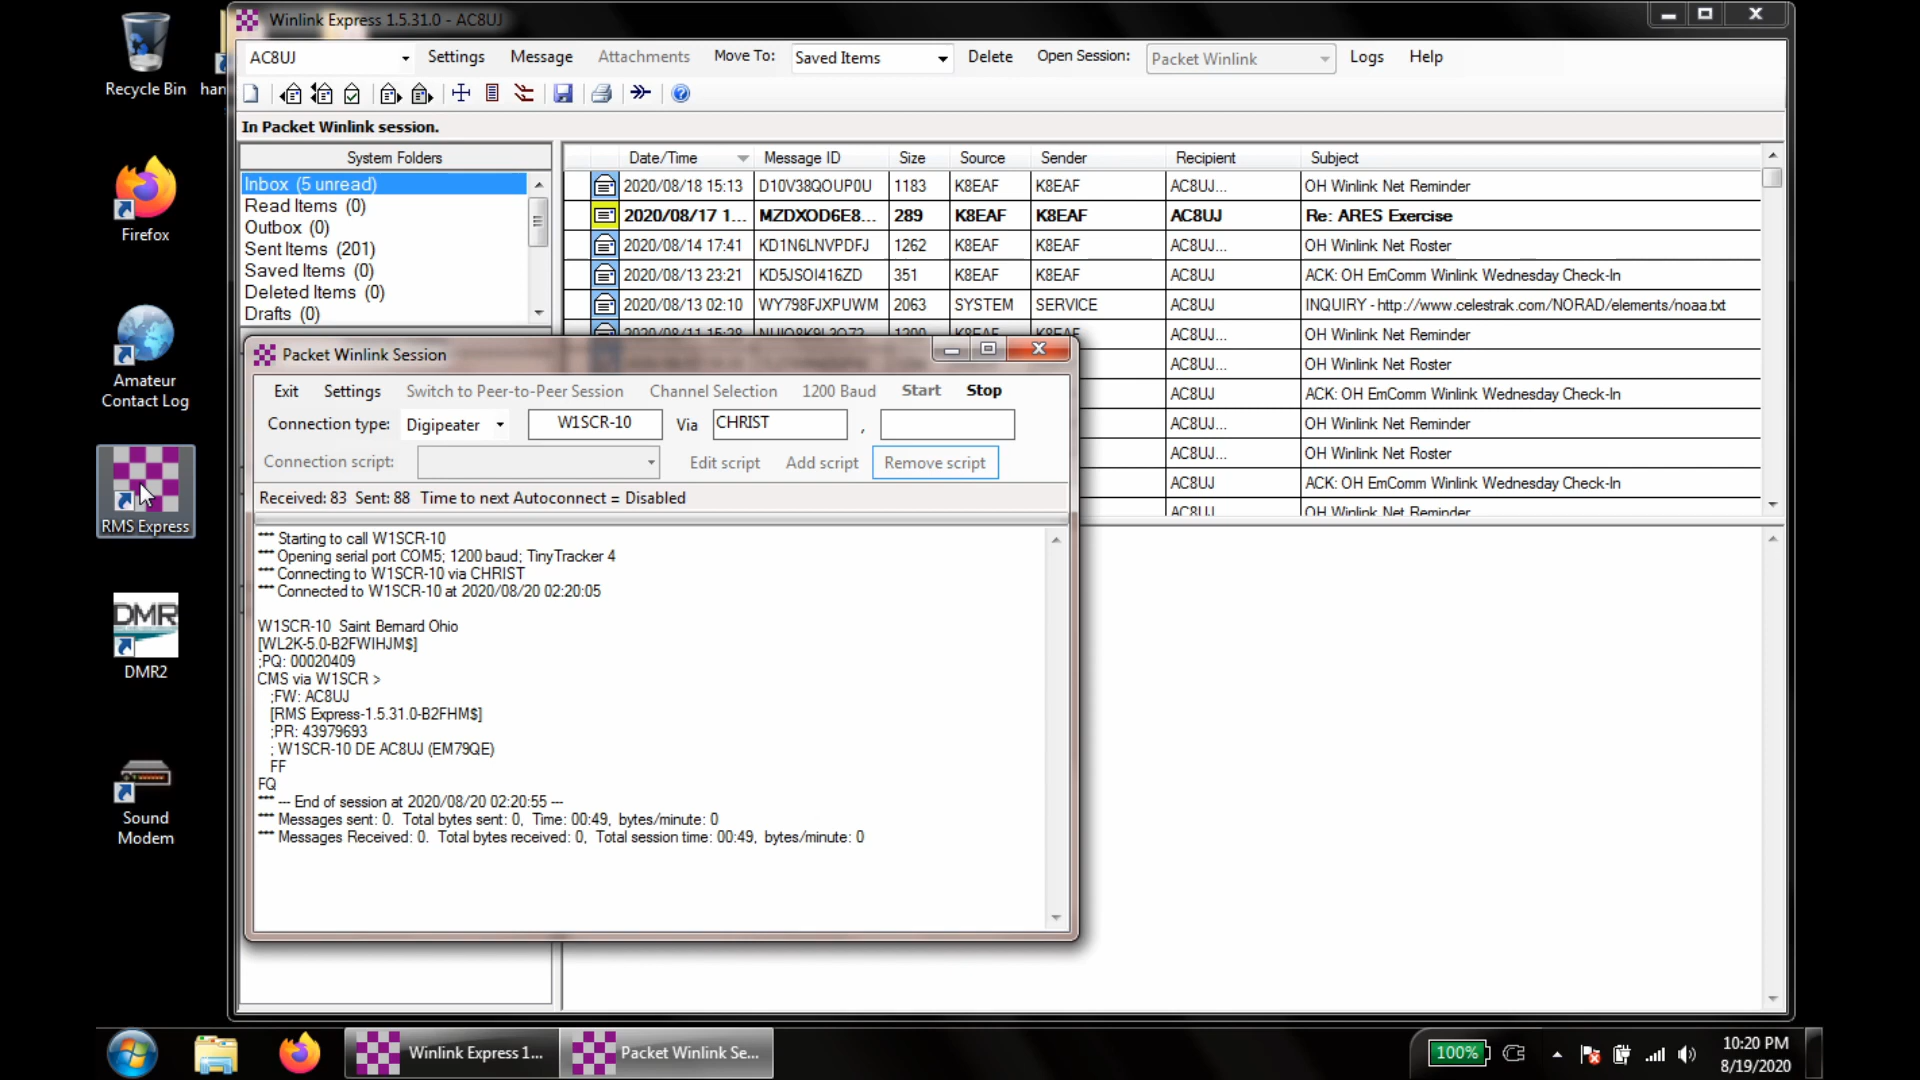 Recycle Bin
han
Firefox
Amateur
Contact Log
RMS Express
DMR
DMR2
Sound
Modem
Winlink Express 1.5.31.0 - AC8UJ
AC8UJ Settings Message Attachments Move To: Saved Items Delete Open Session: Packet Winlink Logs Help
In Packet Winlink session.
System Folders
Inbox (5 unread)
Read Items (0)
Outbox (0)
Sent Items (201)
Saved Items (0)
Deleted Items (0)
Drafts (0)
Date/Time Message ID Size Source Sender Recipient Subject
2020/08/18 15:13 D10V38QOUP0U 1183 K8EAF K8EAF AC8UJ... OH Winlink Net Reminder
2020/08/17 1... MZDXOD6E8... 289 K8EAF K8EAF AC8UJ Re: ARES Exercise
2020/08/14 17:41 KD1N6LNVPDFJ 1262 K8EAF K8EAF AC8UJ... OH Winlink Net Roster
2020/08/13 23:21 KD5JSOI416ZD 351 K8EAF K8EAF AC8UJ ACK: OH EmComm Winlink Wednesday Check-In
2020/08/13 02:10 WY798FJXPUWM 2063 SYSTEM SERVICE AC8UJ INQUIRY - http://www.celestrak.com/NORAD/elements/noaa.txt
K8EAF K8EAF AC8UJ... OH Winlink Net Reminder
AC8UJ... OH Winlink Net Roster
AC8UJ ACK: OH EmComm Winlink Wednesday Check-In
AC8UJ... OH Winlink Net Reminder
AC8UJ... OH Winlink Net Roster
AC8UJ ACK: OH EmComm Winlink Wednesday Check-In
AC8UJ OH Winlink Net Reminder
Packet Winlink Session
Exit Settings Switch to Peer-to-Peer Session Channel Selection 1200 Baud Start Stop
Connection type: Digipeater W1SCR-10 Via CHRIST ,
Connection script: Edit script Add script Remove script
Received: 83 Sent: 88 Time to next Autoconnect = Disabled
*** Starting to call W1SCR-10
*** Opening serial port COM5; 1200 baud; TinyTracker 4
*** Connecting to W1SCR-10 via CHRIST
*** Connected to W1SCR-10 at 2020/08/20 02:20:05
W1SCR-10 Saint Bernard Ohio
[WL2K-5.0-B2FWIHJM$]
;PQ: 00020409
CMS via W1SCR >
;FW: AC8UJ
[RMS Express-1.5.31.0-B2FHM$]
;PR: 43979693
; W1SCR-10 DE AC8UJ (EM79QE)
FF
FQ
*** --- End of session at 2020/08/20 02:20:55 ---
*** Messages sent: 0. Total bytes sent: 0, Time: 00:49, bytes/minute: 0
*** Messages Received: 0. Total bytes received: 0, Total session time: 00:49, bytes/minute: 0
Winlink Express 1...
Packet Winlink Se...
100%
10:20 PM
8/19/2020